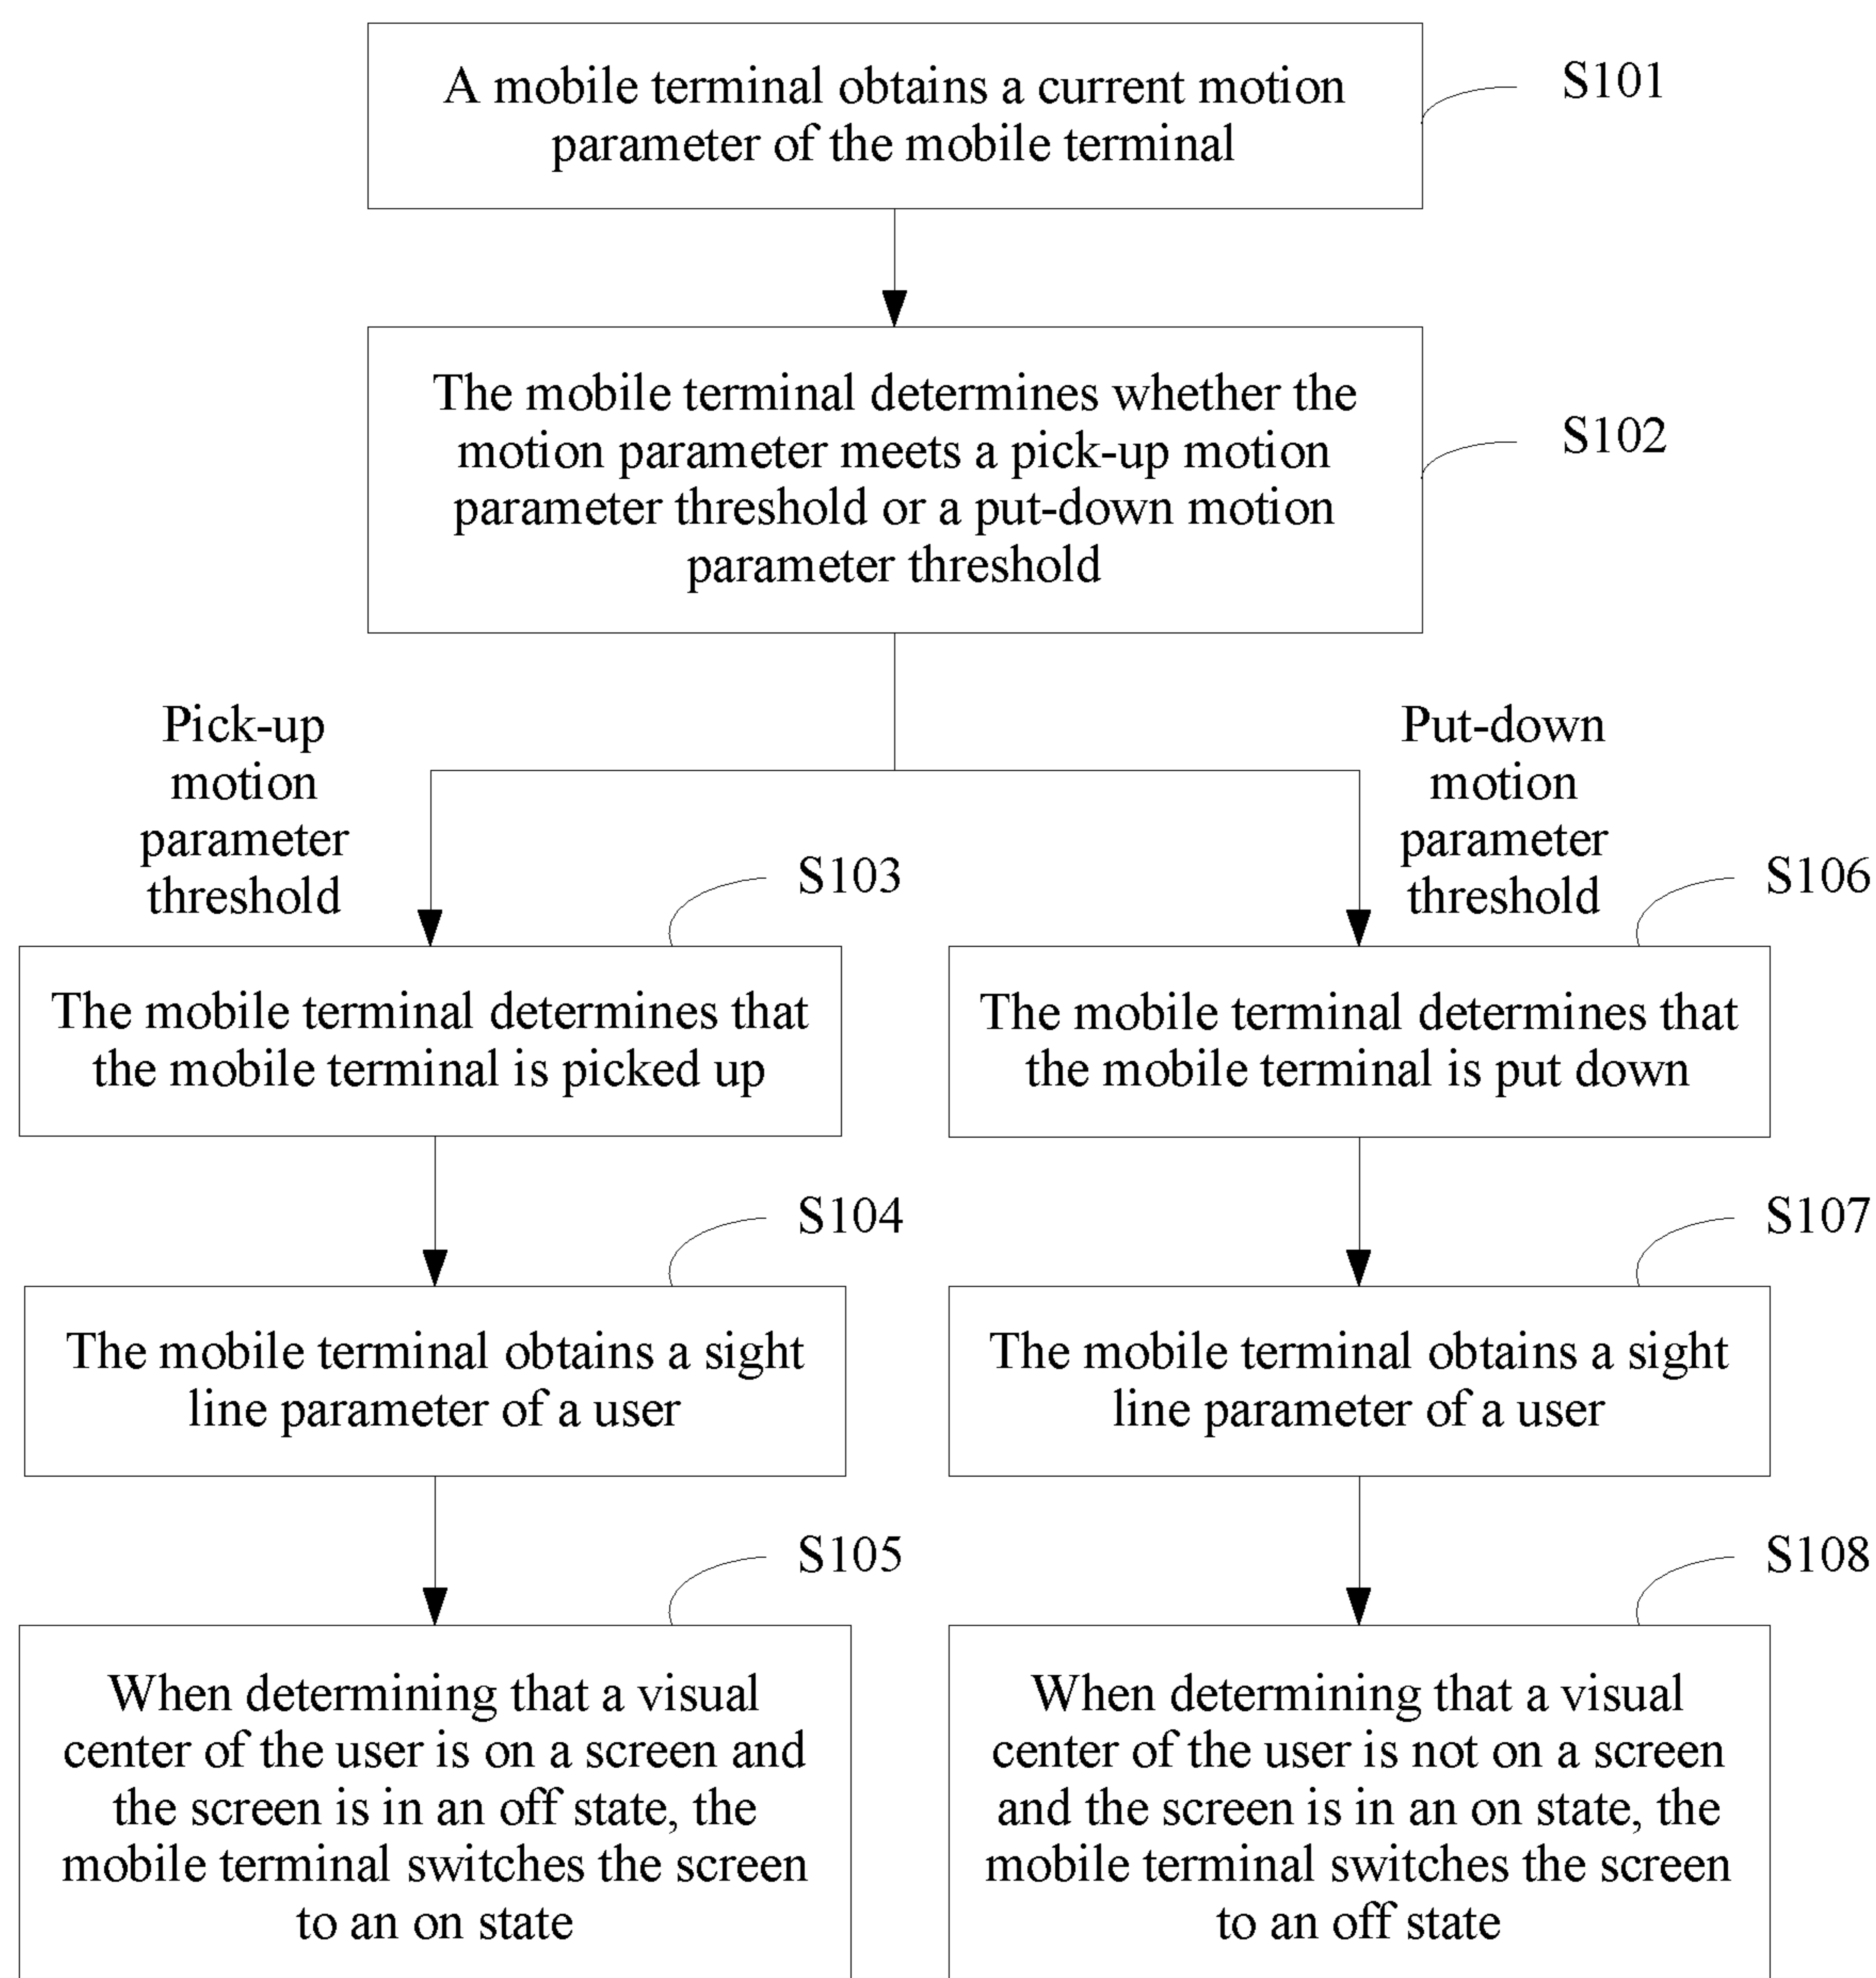 A mobile terminal obtains a current motion
parameter of the mobile terminal
S101
The mobile terminal determines whether the
motion parameter meets a pick-up motion
parameter threshold or a put-down motion
parameter threshold
S102
Pick-up
motion
parameter
threshold
Put-down
motion
parameter
threshold
S103
The mobile terminal determines that
the mobile terminal is picked up
S106
The mobile terminal determines that
the mobile terminal is put down
S104
The mobile terminal obtains a sight
line parameter of a user
S107
The mobile terminal obtains a sight
line parameter of a user
S105
When determining that a visual
center of the user is on a screen and
the screen is in an off state, the
mobile terminal switches the screen
to an on state
S108
When determining that a visual
center of the user is not on a screen
and the screen is in an on state, the
mobile terminal switches the screen
to an off state